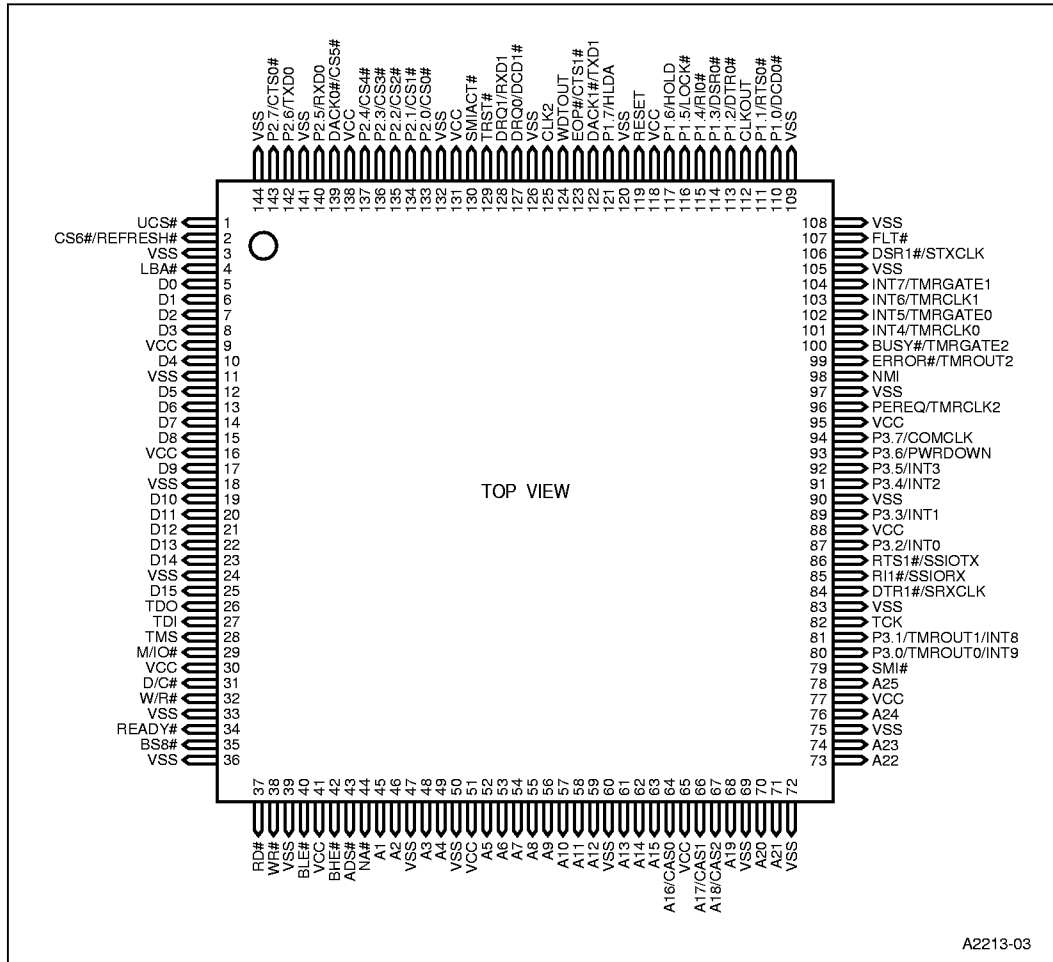 VSS
P2.7/CTS0#
P2.6/TXD0
VSS
P2.5/RXD0
DACK0#/CS5#
VCC
P2.4/CS4#
P2.3/CS3#
P2.2/CS2#
P2.1/CS1#
P2.0/CS0#
VSS
VCC
SMIACT#
TRST#
DRQ1/RXD1
DRQ0/DCD1#
VSS
CLK2
WDTOUT
EOP#/CTS1#
DACK1#/TXD1
P1.7/HLDA
VSS
RESET
VCC
P1.6/HOLD
P1.5/LOCK#
P1.4/RI0#
P1.3/DSR0#
P1.2/DTR0#
CLKOUT
P1.1/RTS0#
P1.0/DCD0#
VSS
144
143
142
141
140
139
138
137
136
135
134
133
132
131
130
129
128
127
126
125
124
123
122
121
120
119
118
117
116
115
114
113
112
111
110
109
UCS# 1
CS6#/REFRESH# 2
VSS 3
LBA# 4
D0 5
D1 6
D2 7
D3 8
VCC 9
D4 10
VSS 11
D5 12
D6 13
D7 14
D8 15
VCC 16
D9 17
VSS 18
D10 19
D11 20
D12 21
D13 22
D14 23
VSS 24
D15 25
TDO 26
TDI 27
TMS 28
M/IO# 29
VCC 30
D/C# 31
W/R# 32
VSS 33
READY# 34
BS8# 35
VSS 36
TOP VIEW
108 VSS
107 FLT#
106 DSR1#/STXCLK
105 VSS
104 INT7/TMRGATE1
103 INT6/TMRCLK1
102 INT5/TMRGATE0
101 INT4/TMRCLK0
100 BUSY#/TMRGATE2
99 ERROR#/TMROUT2
98 NMI
97 VSS
96 PEREQ/TMRCLK2
95 VCC
94 P3.7/COMCLK
93 P3.6/PWRDOWN
92 P3.5/INT3
91 P3.4/INT2
90 VSS
89 P3.3/INT1
88 VCC
87 P3.2/INT0
86 RTS1#/SSIOTX
85 RI1#/SSIORX
84 DTR1#/SRXCLK
83 VSS
82 TCK
81 P3.1/TMROUT1/INT8
80 P3.0/TMROUT0/INT9
79 SMI#
78 A25
77 VCC
76 A24
75 VSS
74 A23
73 A22
37
38
39
40
41
42
43
44
45
46
47
48
49
50
51
52
53
54
55
56
57
58
59
60
61
62
63
64
65
66
67
68
69
70
71
72
RD#
WR#
VSS
BLE#
VCC
BHE#
ADS#
NA#
A1
A2
VSS
A3
A4
VSS
VCC
A5
A6
A7
A8
A9
A10
A11
A12
VSS
A13
A14
A15
A16/CAS0
VCC
A17/CAS1
A18/CAS2
A19
VSS
A20
A21
VSS
A2213-03